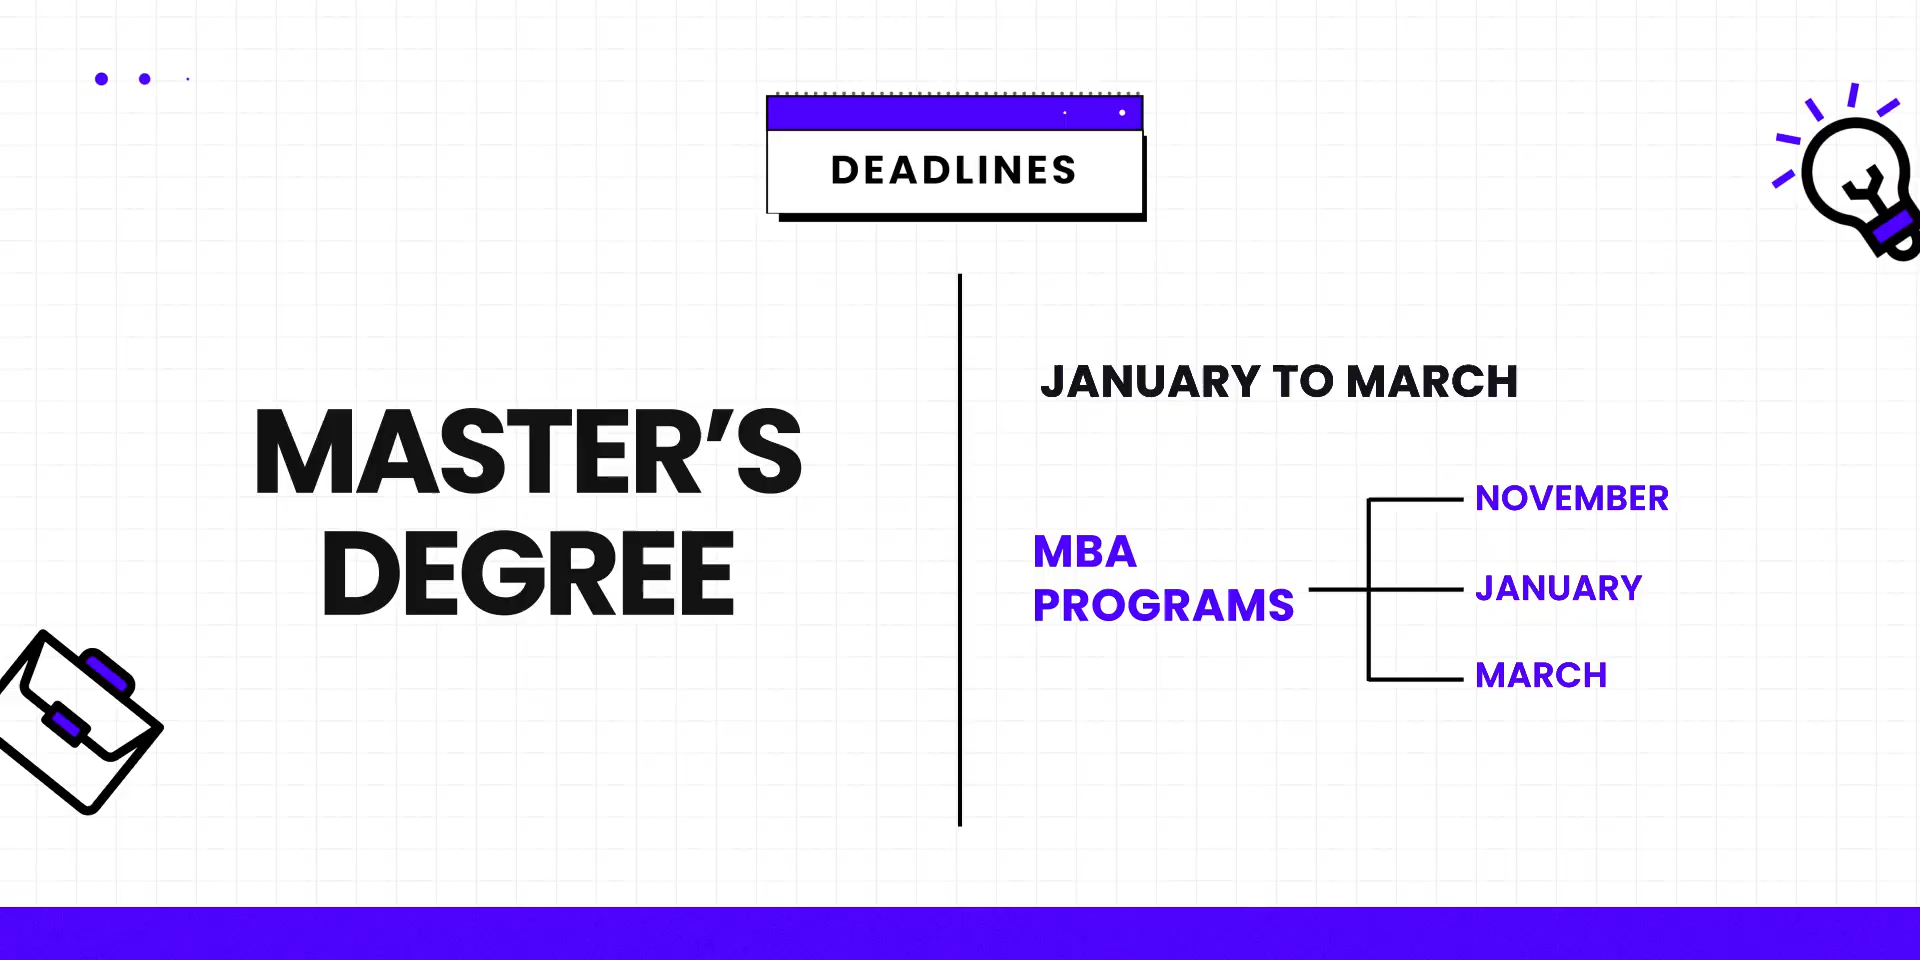 DEADLINES
MASTER’S
DEGREE
JANUARY TO MARCH
MBA
PROGRAMS
NOVEMBER
JANUARY
MARCH